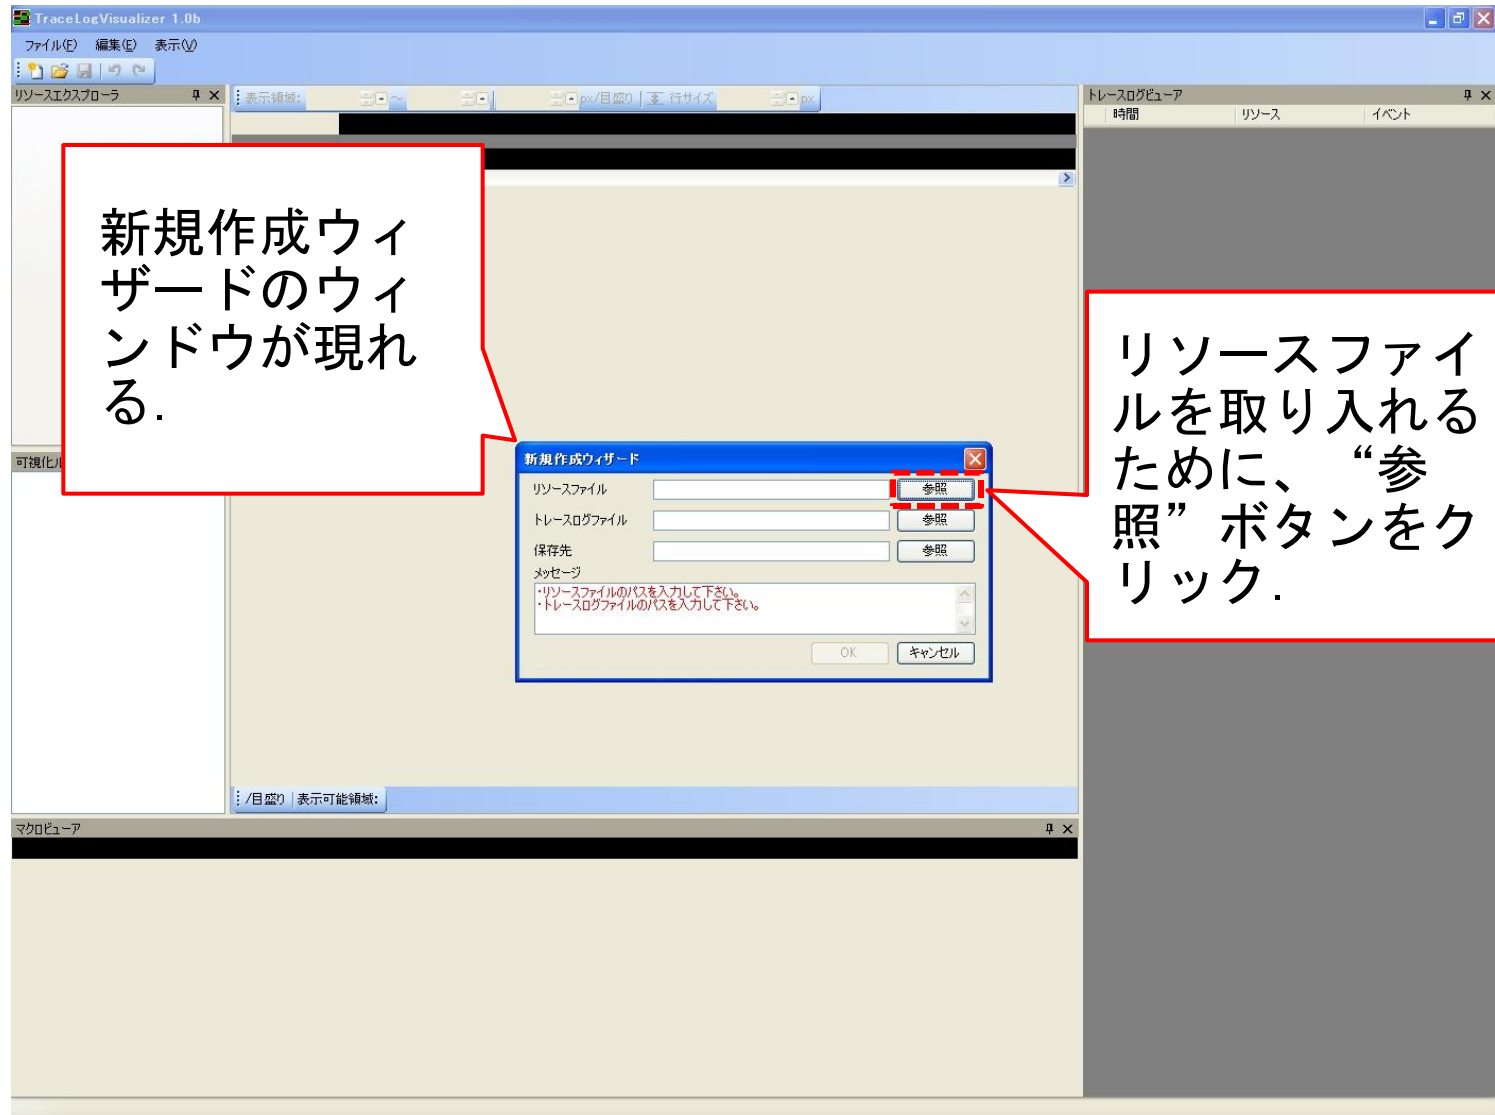 TraceLogVisualizer 1.0b
ファイル(F) 編集(E) 表示(V)
リソースエクスプローラ
表示領域: ～ px/目盛り 行サイズ px
トレースログビューア
時間 リソース イベント
新規作成ウィ
ザードのウィ
ンドウが現れ
る.
リソースファイ
ルを取り入れる
ために、“参
照”ボタンをク
リック.
可視化ル
新規作成ウィザード
リソースファイル 参照
トレースログファイル 参照
保存先 参照
メッセージ
・リソースファイルのパスを入力して下さい。
・トレースログファイルのパスを入力して下さい。
OK キャンセル
/目盛り 表示可能領域:
マクロビューア